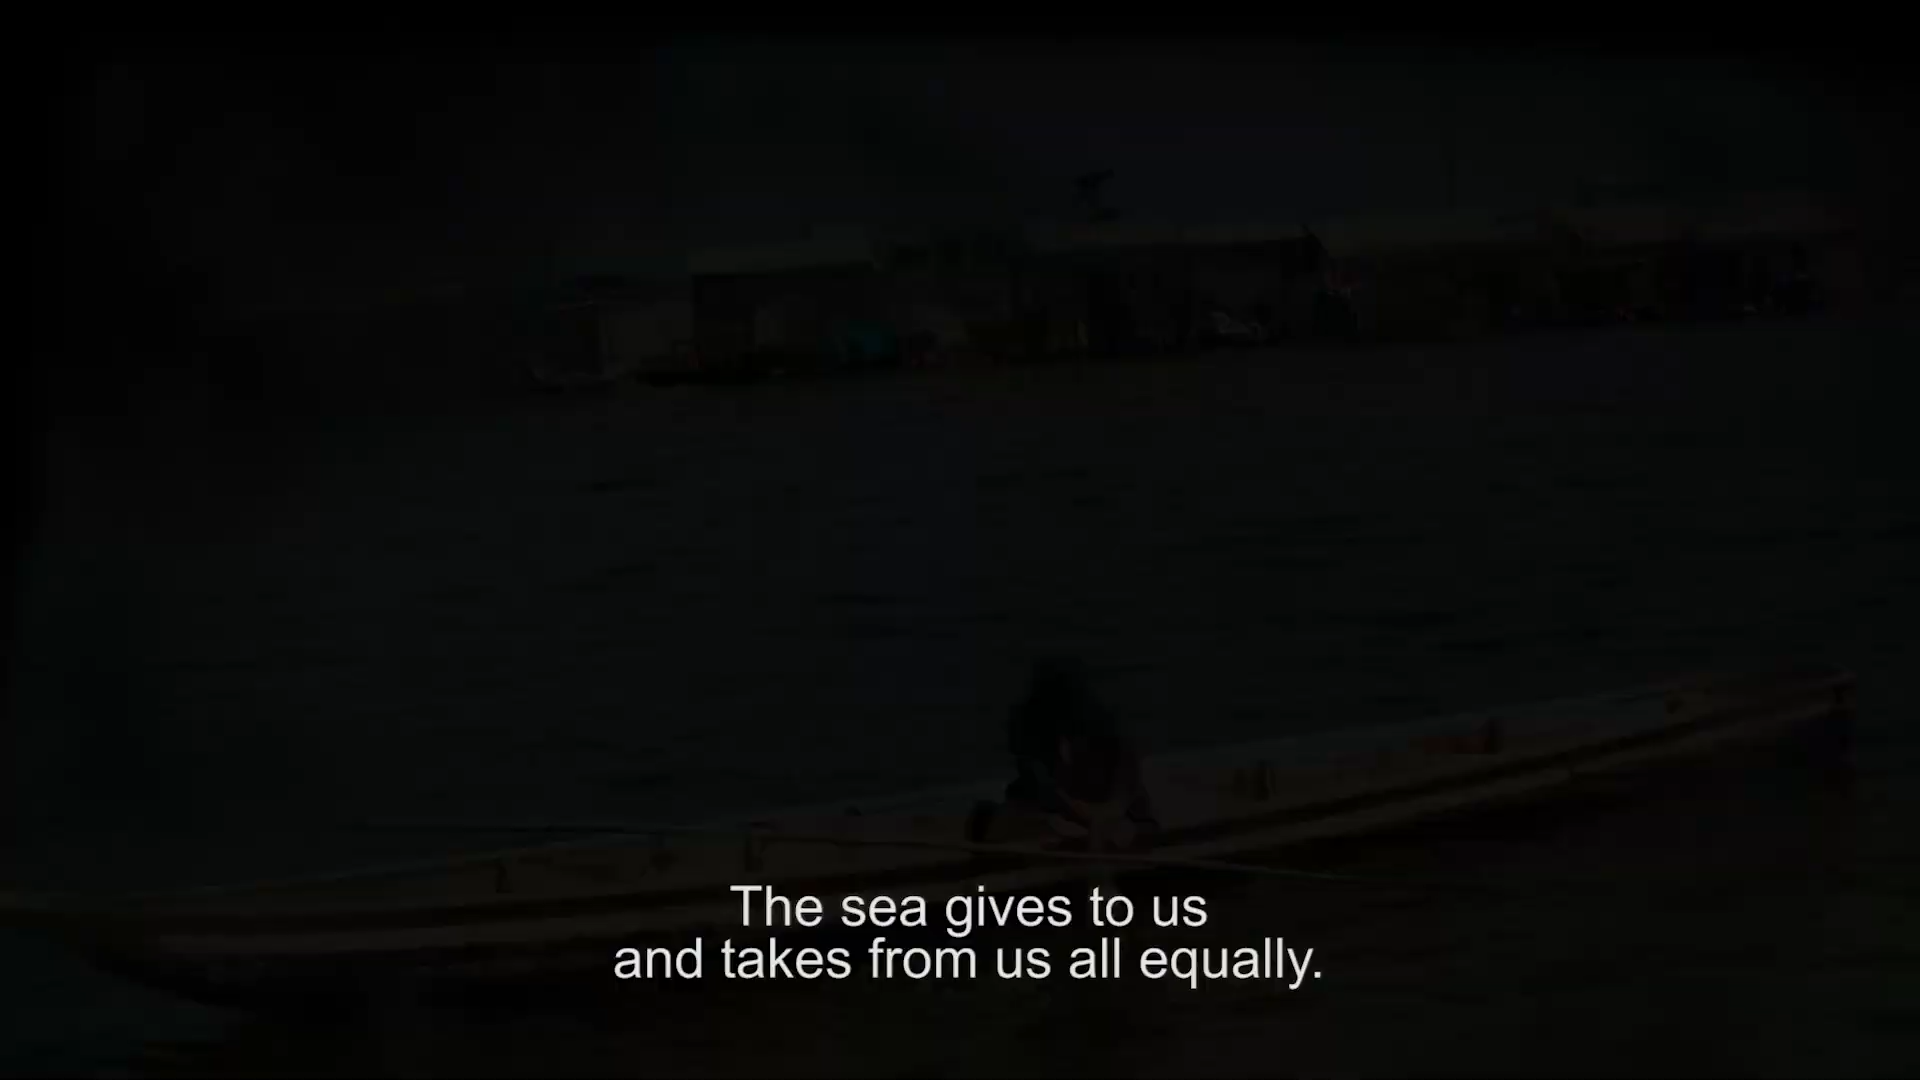 The sea gives to us
and takes from us all equally.